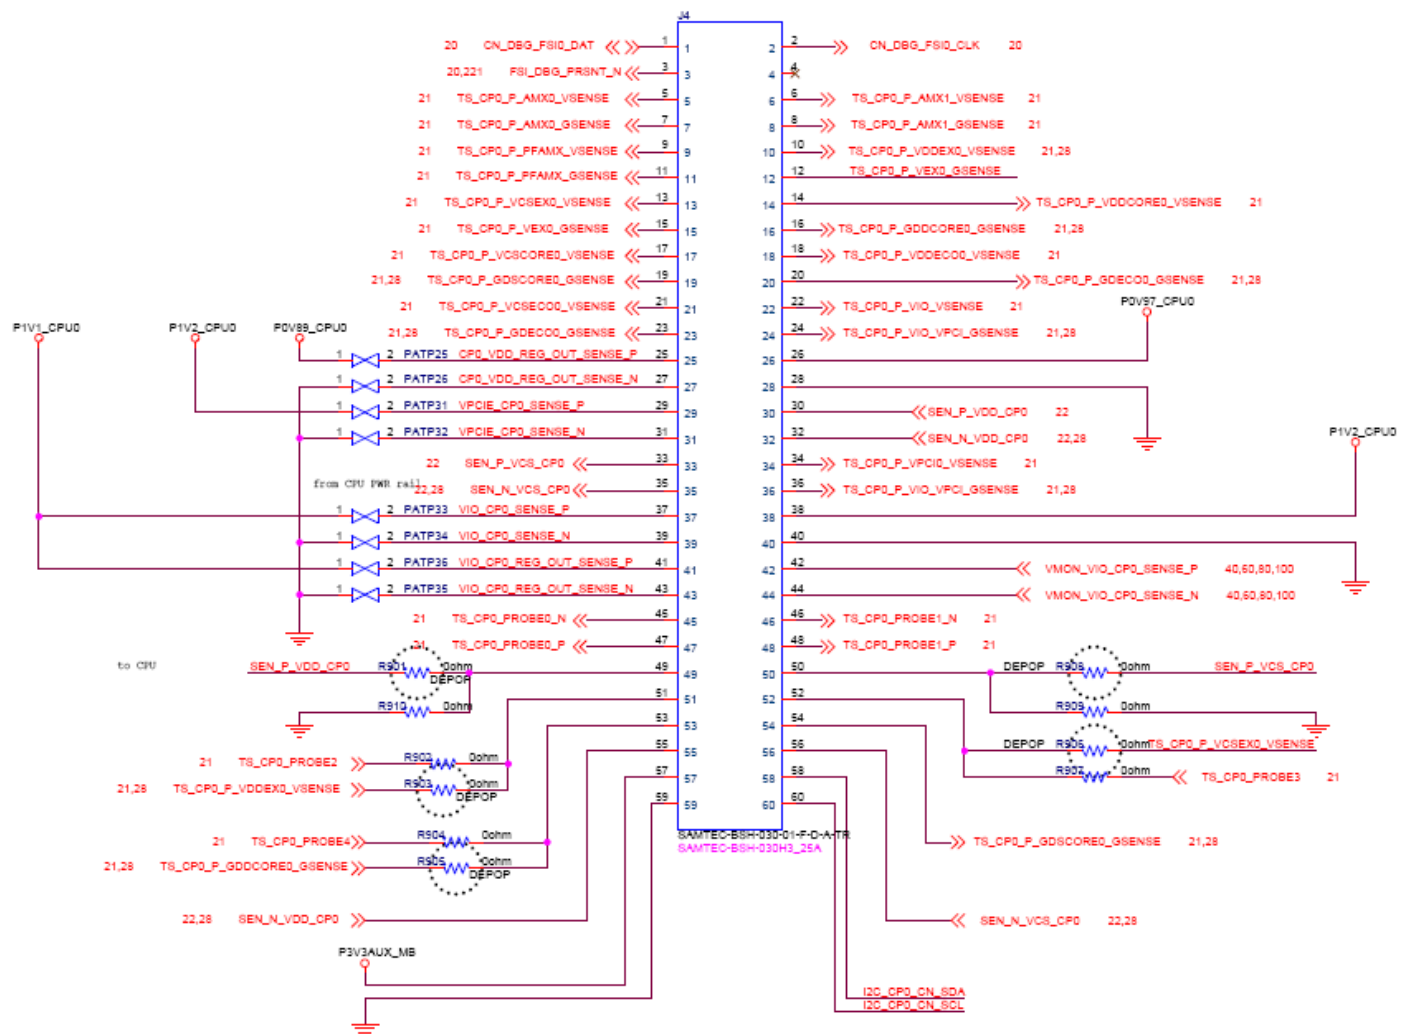 J4
20 CN_DBG_FSI0_DAT 1 1 2 2 CN_DBG_FSI0_CLK 20
20,221 FSI_DBG_PRSNT_N 3 3 4 4
21 TS_CP0_P_AMX0_VSENSE 5 5 6 6 TS_CP0_P_AMX1_VSENSE 21
21 TS_CP0_P_AMX0_GSENSE 7 7 8 8 TS_CP0_P_AMX1_GSENSE 21
21 TS_CP0_P_PFAMX_VSENSE 9 9 10 10 TS_CP0_P_VDDEX0_VSENSE 21,28
21 TS_CP0_P_PFAMX_GSENSE 11 11 12 12 TS_CP0_P_VEX0_GSENSE
21 TS_CP0_P_VCSEX0_VSENSE 13 13 14 14 TS_CP0_P_VDDCORE0_VSENSE 21
21 TS_CP0_P_VEX0_GSENSE 15 15 16 16 TS_CP0_P_GDDCORE0_GSENSE 21,28
21 TS_CP0_P_VCSCORE0_VSENSE 17 17 18 18 TS_CP0_P_VDDECO0_VSENSE 21
21,28 TS_CP0_P_GDSCORE0_GSENSE 19 19 20 20 TS_CP0_P_GDECO0_GSENSE 21,28
P0V97_CPU0
21 TS_CP0_P_VCSECO0_VSENSE 21 21 22 22 TS_CP0_P_VIO_VSENSE 21
P1V1_CPU0 P1V2_CPU0 P0V89_CPU0
21,28 TS_CP0_P_GDECO0_GSENSE 23 23 24 24 TS_CP0_P_VIO_VPCI_GSENSE 21,28
1 2 PATP25 CP0_VDD_REG_OUT_SENSE_P 25 25 26 26
1 2 PATP26 CP0_VDD_REG_OUT_SENSE_N 27 27 28 28
1 2 PATP31 VPCIE_CP0_SENSE_P 29 29 30 30 SEN_P_VDD_CP0 22
1 2 PATP32 VPCIE_CP0_SENSE_N 31 31 32 32 SEN_N_VDD_CP0 22,28
P1V2_CPU0
22 SEN_P_VCS_CP0 33 33 34 34 TS_CP0_P_VPCI0_VSENSE 21
from CPU PWR rail
22,28 SEN_N_VCS_CP0 35 35 36 36 TS_CP0_P_VIO_VPCI_GSENSE 21,28
1 2 PATP33 VIO_CP0_SENSE_P 37 37 38 38
1 2 PATP34 VIO_CP0_SENSE_N 39 39 40 40
1 2 PATP36 VIO_CP0_REG_OUT_SENSE_P 41 41 42 42 VMON_VIO_CP0_SENSE_P 40,60,80,100
1 2 PATP35 VIO_CP0_REG_OUT_SENSE_N 43 43 44 44 VMON_VIO_CP0_SENSE_N 40,60,80,100
21 TS_CP0_PROBE0_N 45 45 46 46 TS_CP0_PROBE1_N 21
21 TS_CP0_PROBE0_P 47 47 48 48 TS_CP0_PROBE1_P 21
to CPU
SEN_P_VDD_CP0 R901 0ohm DEPOP 49 49 50 50 DEPOP R908 0ohm SEN_P_VCS_CP0
R910 0ohm 51 51 52 52 R909 0ohm
53 53 54 54
55 55 56 56 DEPOP R906 0ohm TS_CP0_P_VCSEX0_VSENSE
21 TS_CP0_PROBE2 R902 0ohm 57 57 58 58 R907 0ohm TS_CP0_PROBE3 21
21,28 TS_CP0_P_VDDEX0_VSENSE R903 0ohm DEPOP 59 59 60 60
SAMTEC-BSH-030-01-F-D-A-TR
21 TS_CP0_PROBE4 R904 0ohm TS_CP0_P_GDSCORE0_GSENSE 21,28
SAMTEC-BSH-030H3_25A
21,28 TS_CP0_P_GDDCORE0_GSENSE R905 0ohm DEPOP
22,28 SEN_N_VDD_CP0 SEN_N_VCS_CP0 22,28
P3V3AUX_MB
I2C_CP0_CN_SDA
I2C_CP0_CN_SCL